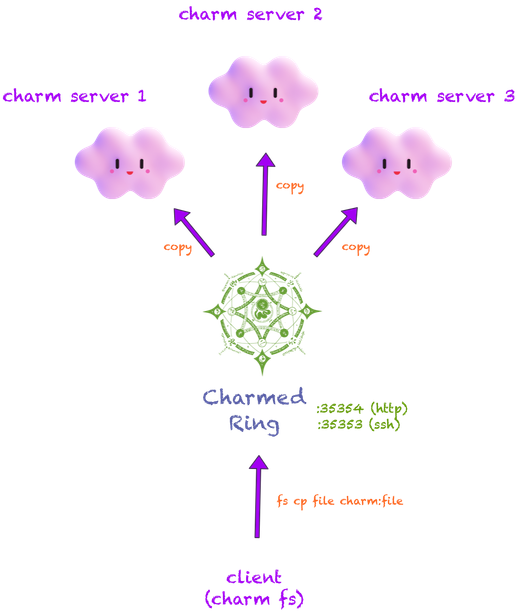 charm server 2
charm server 1
charm server 3
copy
copy
copy
Charmed
Ring
:35354 (http)
:35353 (ssh)
fs cp file charm:file
client
(charm fs)